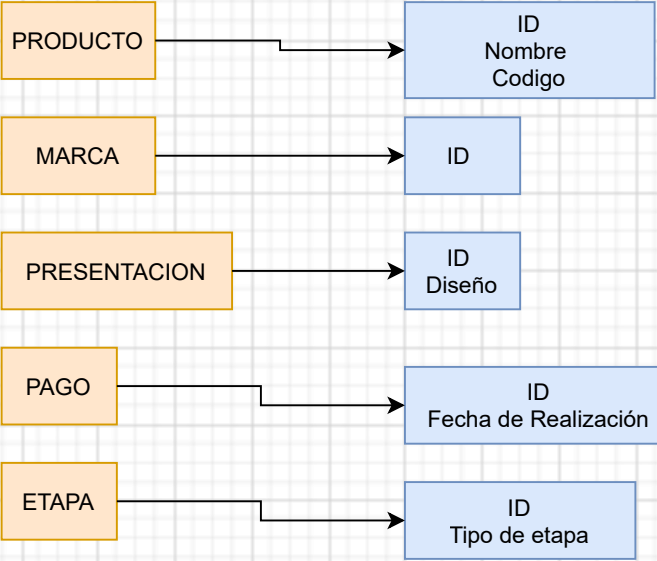 PRODUCTO
ID
Nombre
Codigo
MARCA
ID
PRESENTACION
ID
Diseño
PAGO
ID
Fecha de Realización
ETAPA
ID
Tipo de etapa